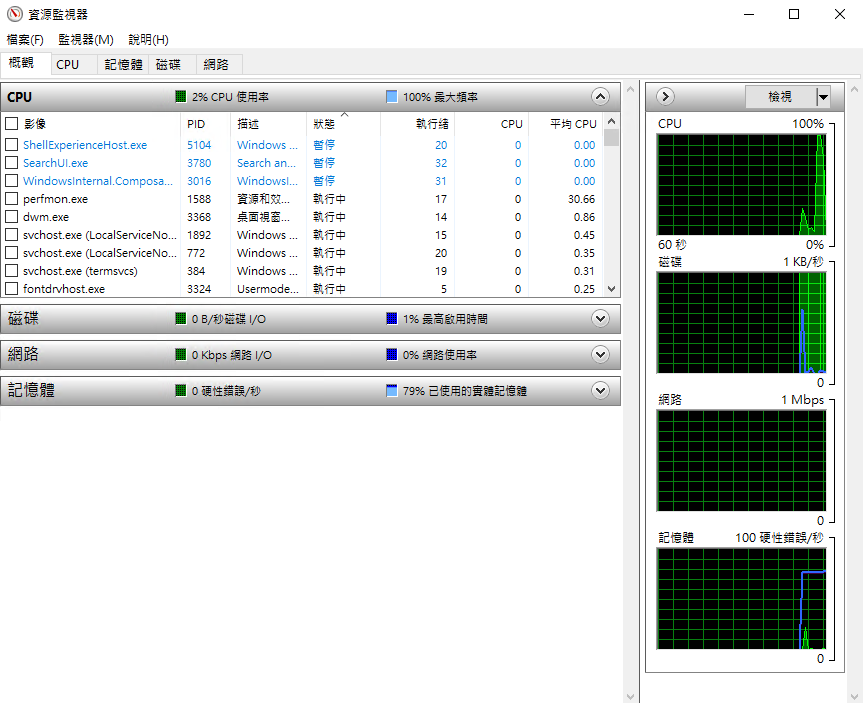 資源監視器
檔案(F) 監視器(M) 說明(H)
概觀 CPU 記憶體 磁碟 網路
CPU 2% CPU 使用率 100% 最大頻率
影像 PID 描述 狀態 執行緒 CPU 平均 CPU
ShellExperienceHost.exe 5104 Windows ... 暫停 20 0 0.00
SearchUI.exe 3780 Search an... 暫停 32 0 0.00
WindowsInternal.Composa... 3016 WindowsI... 暫停 31 0 0.00
perfmon.exe 1588 資源和效... 執行中 17 0 30.66
dwm.exe 3368 桌面視窗... 執行中 14 0 0.86
svchost.exe (LocalServiceNo... 1892 Windows ... 執行中 15 0 0.45
svchost.exe (LocalServiceNo... 772 Windows ... 執行中 20 0 0.35
svchost.exe (termsvcs) 384 Windows ... 執行中 19 0 0.31
fontdrvhost.exe 3324 Usermode... 執行中 5 0 0.25
磁碟 0 B/秒磁碟 I/O 1% 最高啟用時間
網路 0 Kbps 網路 I/O 0% 網路使用率
記憶體 0 硬性錯誤/秒 79% 已使用的實體記憶體
檢視
CPU 100%
60 秒 0%
磁碟 1 KB/秒
0
網路 1 Mbps
0
記憶體 100 硬性錯誤/秒
0